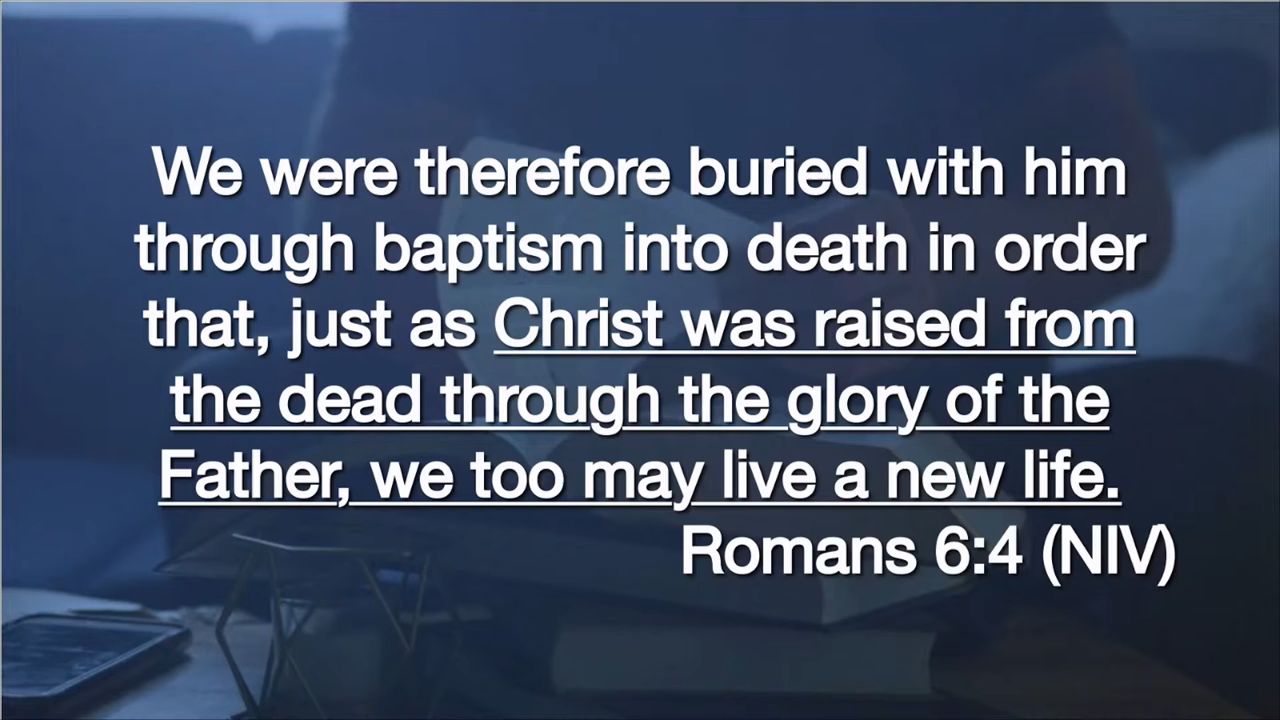 We were therefore buried with him
through baptism into death in order
that, just as Christ was raised from
the dead through the glory of the
Father, we too may live a new life.
Romans 6:4 (NIV)